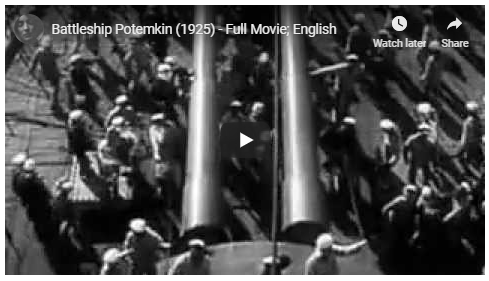 Battleship Potemkin (1925) - Full Movie; English
Watch later
Share